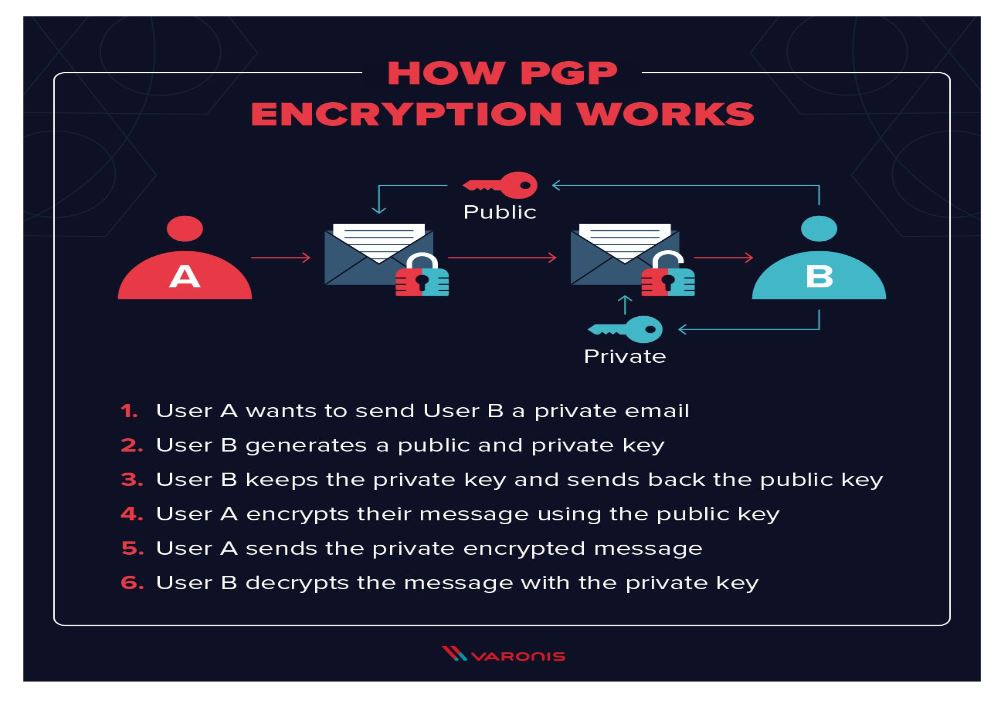 HOW PGP
ENCRYPTION WORKS
Public
A
B
Private
1. User A wants to send User B a private email
2. User B generates a public and private key
3. User B keeps the private key and sends back the public key
4. User A encrypts their message using the public key
5. User A sends the private encrypted message
6. User B decrypts the message with the private key
VARONIS